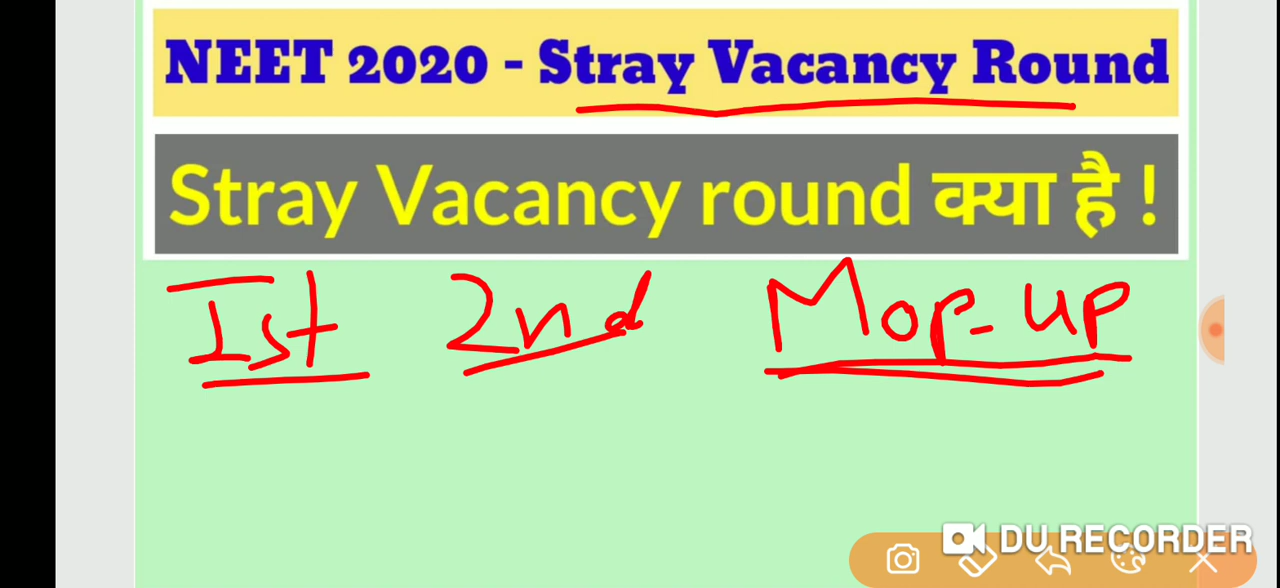 NEET 2020 - Stray Vacancy Round
Stray Vacancy round क्या है !
Ist 2nd Mop-up
DU RECORDER